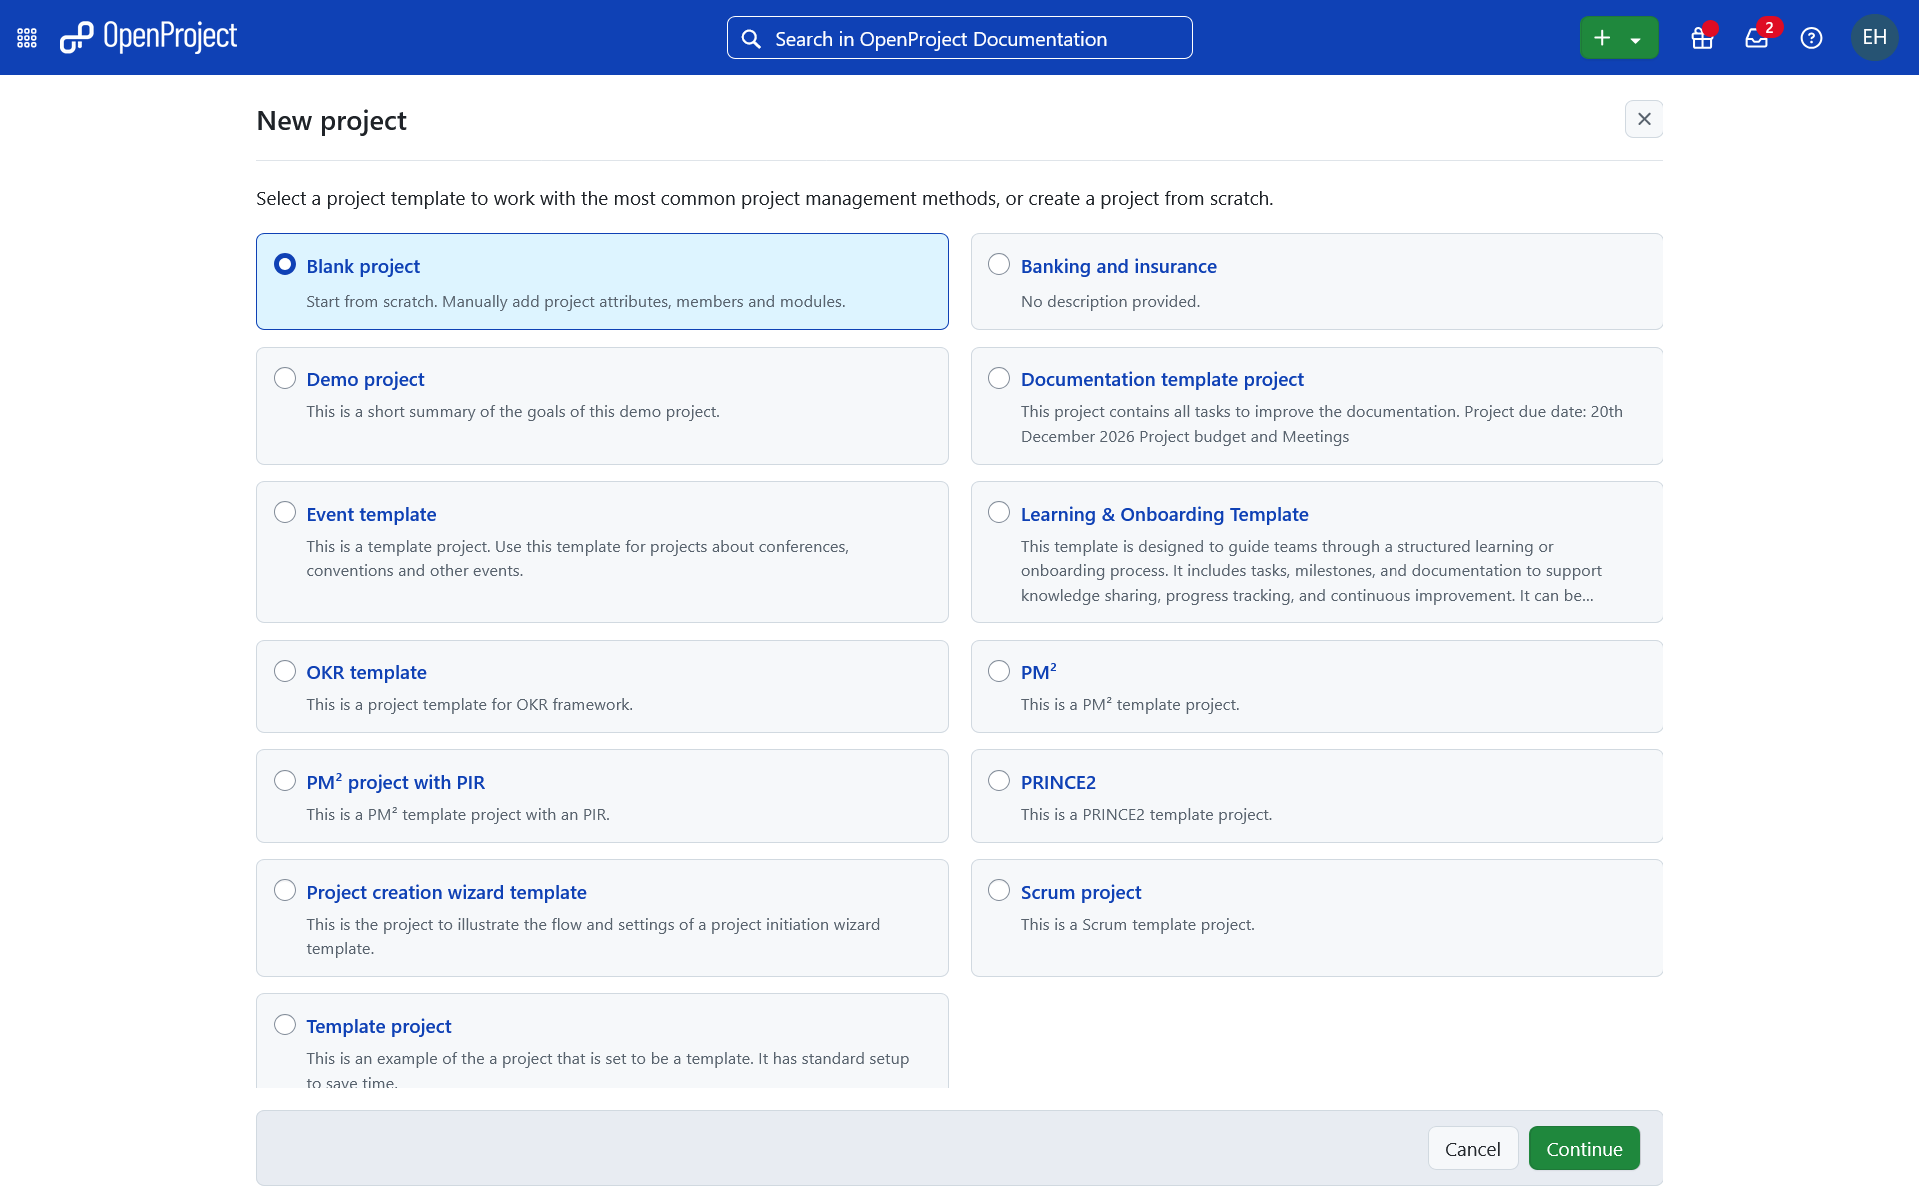 OpenProject
Search in OpenProject Documentation
2
EH
New project
Select a project template to work with the most common project management methods, or create a project from scratch.
Blank project
Start from scratch. Manually add project attributes, members and modules.
Banking and insurance
No description provided.
Demo project
This is a short summary of the goals of this demo project.
Documentation template project
This project contains all tasks to improve the documentation. Project due date: 20th
December 2026 Project budget and Meetings
Event template
This is a template project. Use this template for projects about conferences,
conventions and other events.
Learning & Onboarding Template
This template is designed to guide teams through a structured learning or
onboarding process. It includes tasks, milestones, and documentation to support
knowledge sharing, progress tracking, and continuous improvement. It can be...
OKR template
This is a project template for OKR framework.
PM²
This is a PM² template project.
PM² project with PIR
This is a PM² template project with an PIR.
PRINCE2
This is a PRINCE2 template project.
Project creation wizard template
This is the project to illustrate the flow and settings of a project initiation wizard
template.
Scrum project
This is a Scrum template project.
Template project
This is an example of the a project that is set to be a template. It has standard setup
to save time.
Cancel
Continue